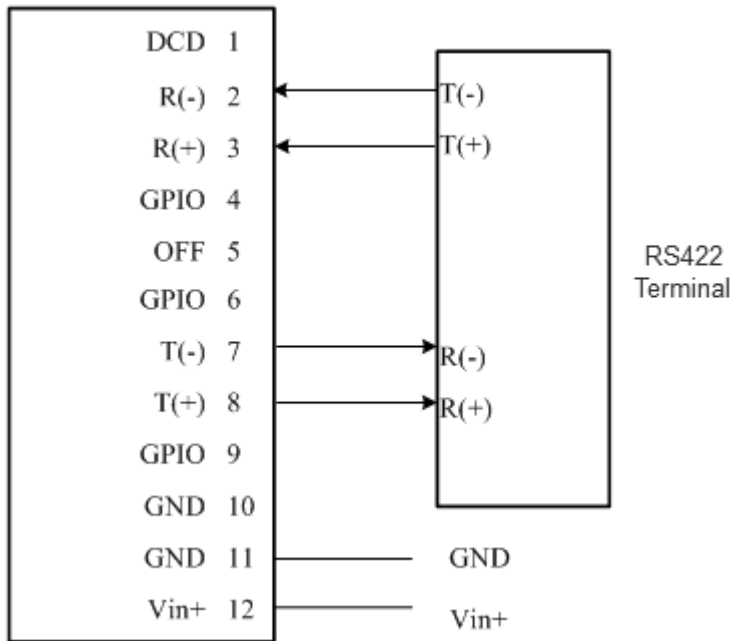 DCD 1
R(-) 2
T(-)
R(+) 3
T(+)
GPIO 4
OFF 5
RS422
Terminal
GPIO 6
T(-) 7
R(-)
T(+) 8
R(+)
GPIO 9
GND 10
GND 11
GND
Vin+ 12
Vin+